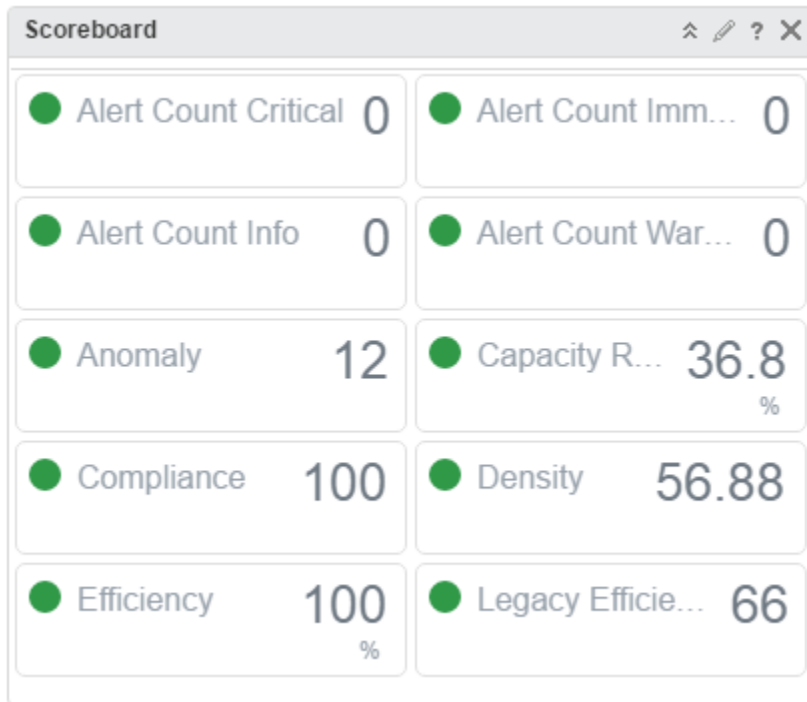 Scoreboard ?
Alert Count Critical 0
Alert Count Imm... 0
Alert Count Info 0
Alert Count War... 0
Anomaly 12
Capacity R... 36.8
%
Compliance 100
Density 56.88
Efficiency 100
%
Legacy Efficie... 66